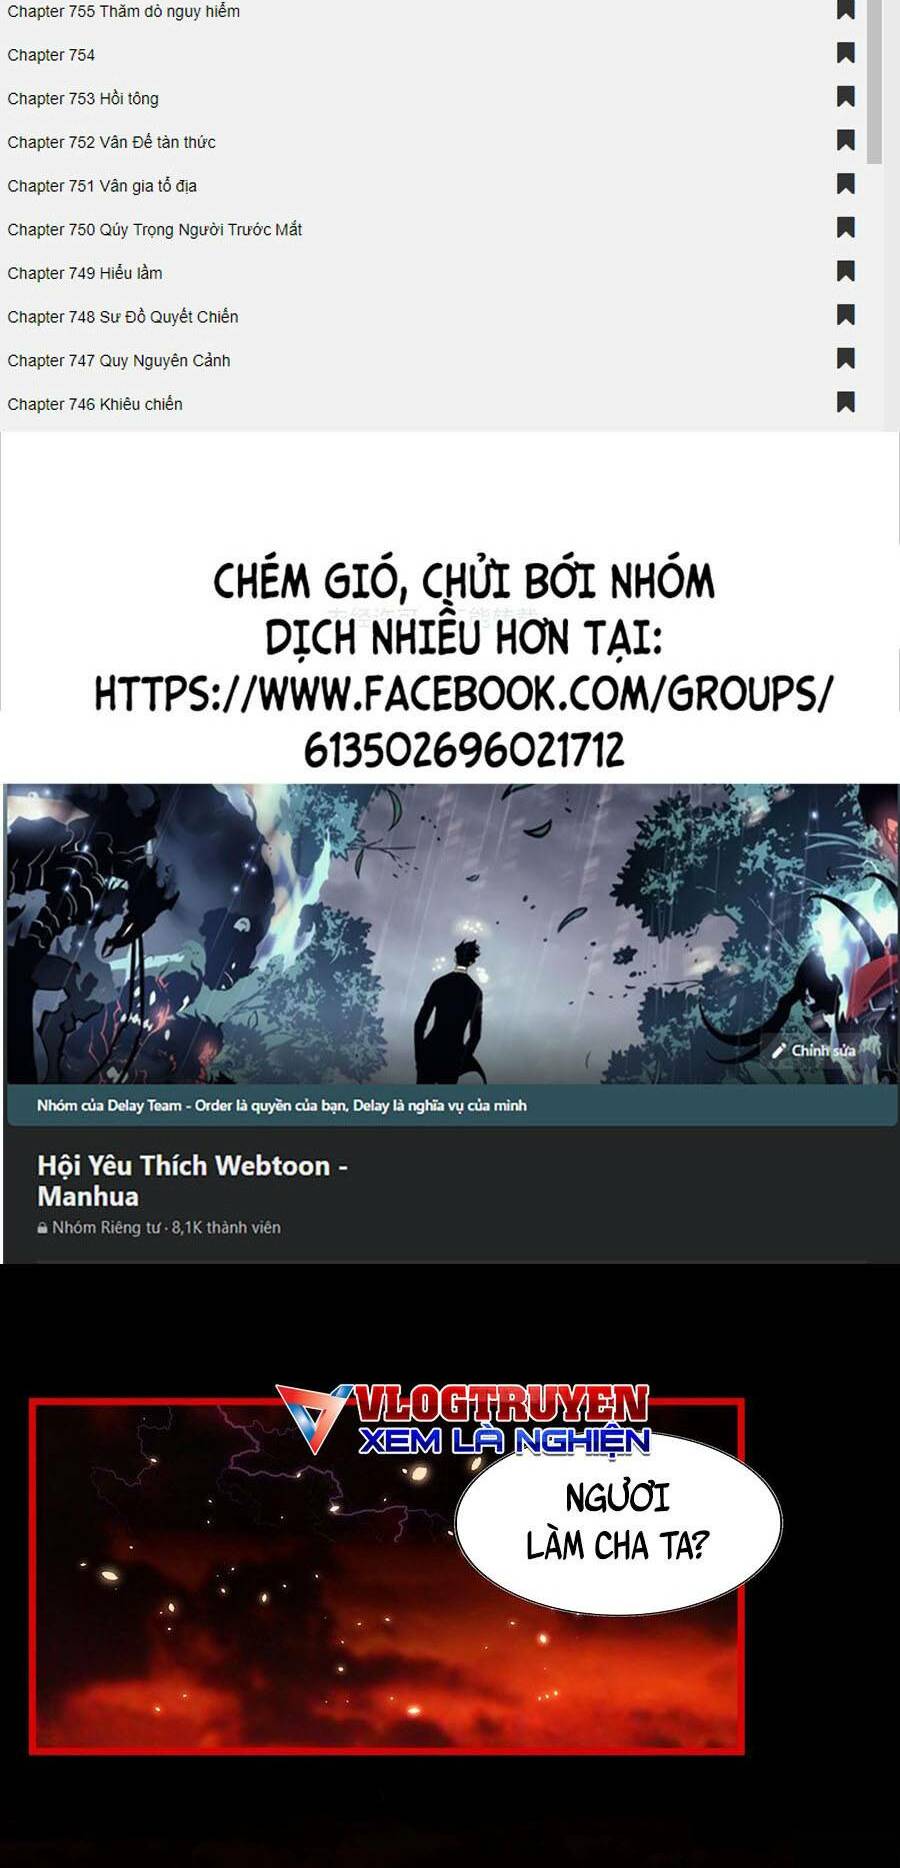 Chapter 755 Thăm dò nguy hiểm
Chapter 754
Chapter 753 Hồi tông
Chapter 752 Vân Đế tàn thức
Chapter 751 Vân gia tổ địa
Chapter 750 Qúy Trọng Người Trước Mắt
Chapter 749 Hiểu lầm
Chapter 748 Sư Đồ Quyết Chiến
Chapter 747 Quy Nguyên Cảnh
Chapter 746 Khiêu chiến
CHÉM GIÓ, CHỬI BỚI NHÓM
DỊCH NHIỀU HƠN TẠI:
HTTPS://WWW.FACEBOOK.COM/GROUPS/
613502696021712
Chỉnh sửa
Nhóm của Delay Team - Order là quyền của bạn, Delay là nghĩa vụ của mình
Hội Yêu Thích Webtoon -
Manhua
Nhóm Riêng tư · 8,1K thành viên
VLOGTRUYEN
XEM LÀ NGHIỆN
NGƯƠI
LÀM CHA TA?